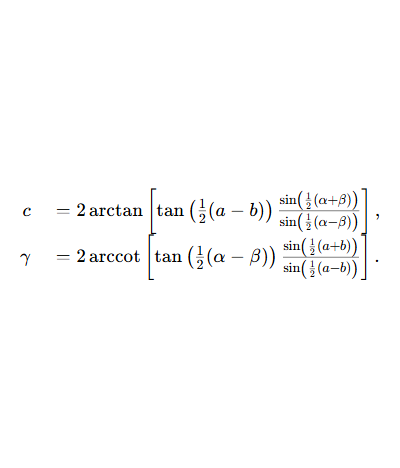 c = 2 arctan [tan (½(a − b)) sin(½(α+β)) / sin(½(α−β))] ,
γ = 2 arccot [tan (½(α − β)) sin(½(a+b)) / sin(½(a−b))] .